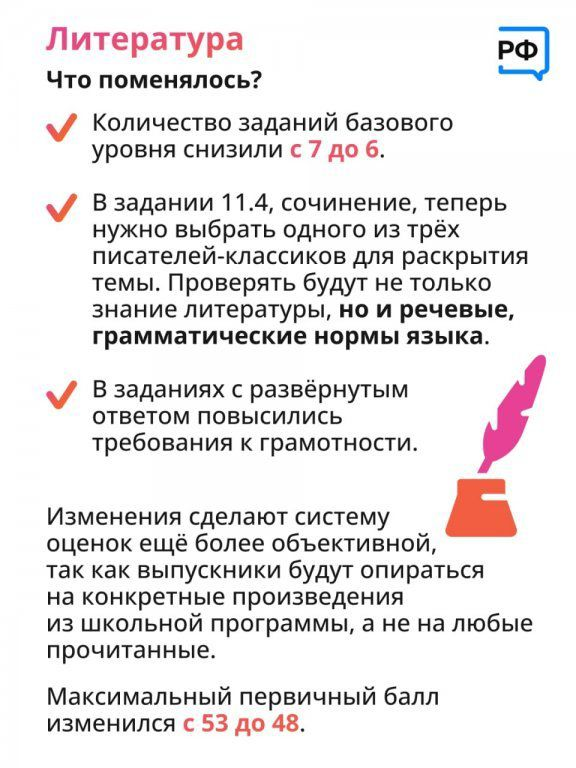 Литература
РФ
Что поменялось?
Количество заданий базового
уровня снизили с 7 до 6.
В задании 11.4, сочинение, теперь
нужно выбрать одного из трёх
писателей-классиков для раскрытия
темы. Проверять будут не только
знание литературы, но и речевые,
грамматические нормы языка.
В заданиях с развёрнутым
ответом повысились
требования к грамотности.
Изменения сделают систему
оценок ещё более объективной,
так как выпускники будут опираться
на конкретные произведения
из школьной программы, а не на любые
прочитанные.
Максимальный первичный балл
изменился с 53 до 48.